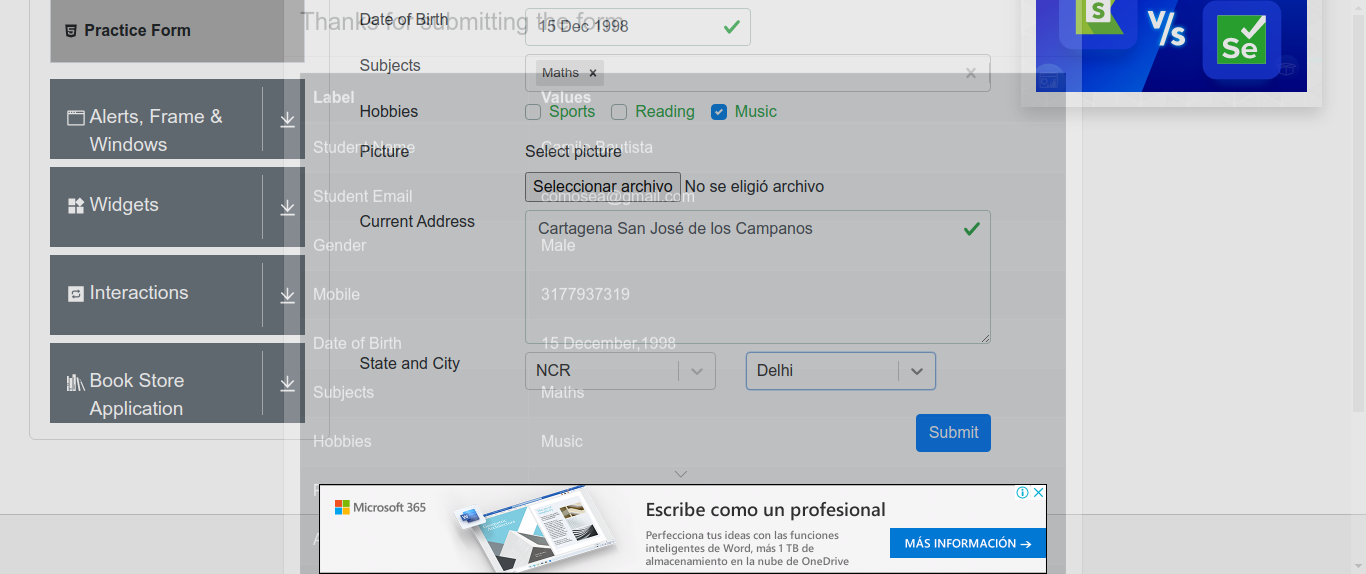 Practice Form
Alerts, Frame &
Windows
Widgets
Interactions
Book Store
Application
Thanks for submitting the form
Date of Birth
15 Dec 1998
Subjects
Maths ×
Label Values
Hobbies
Sports Reading Music
Student Name Camilo Bautista
Picture Select picture
Seleccionar archivo No se eligió archivo
Student Email comosea@gmail.com
Current Address
Cartagena San José de los Campanos
Gender Male
Mobile 3177937319
Date of Birth 15 December,1998
State and City
NCR
Delhi
Subjects Maths
Hobbies Music
Submit
V/s
S
Se
Microsoft 365
Escribe como un profesional
Perfecciona tus ideas con las funciones
inteligentes de Word, más 1 TB de
almacenamiento en la nube de OneDrive
MÁS INFORMACIÓN →